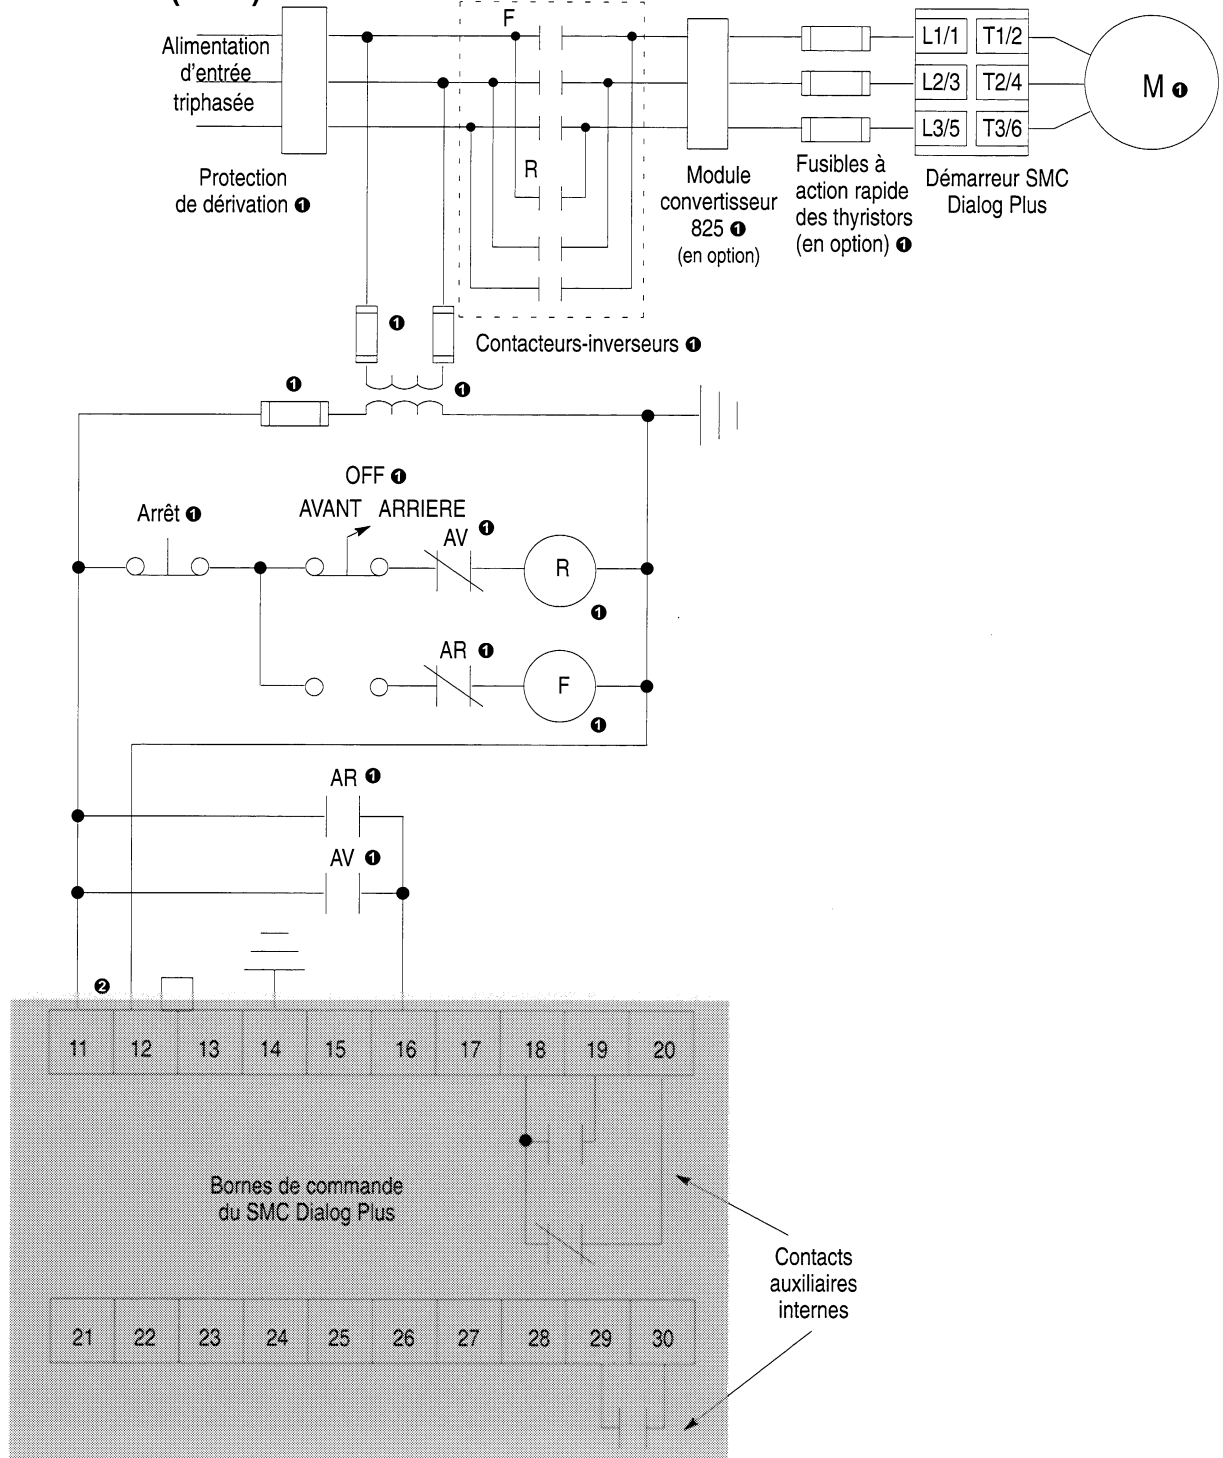 F
Alimentation
d'entrée
triphasée
L1/1 T1/2
L2/3 T2/4
L3/5 T3/6
M ❶
R
Protection
de dérivation ❶
Module
convertisseur
825 ❶
(en option)
Fusibles à
action rapide
des thyristors
(en option) ❶
Démarreur SMC
Dialog Plus
❶
Contacteurs-inverseurs ❶
❶
❶
OFF ❶
AVANT ARRIERE
Arrêt ❶
AV ❶
R
❶
AR ❶
F
❶
AR ❶
AV ❶
❷
11 12 13 14 15 16 17 18 19 20
Bornes de commande
du SMC Dialog Plus
Contacts
auxiliaires
internes
21 22 23 24 25 26 27 28 29 30